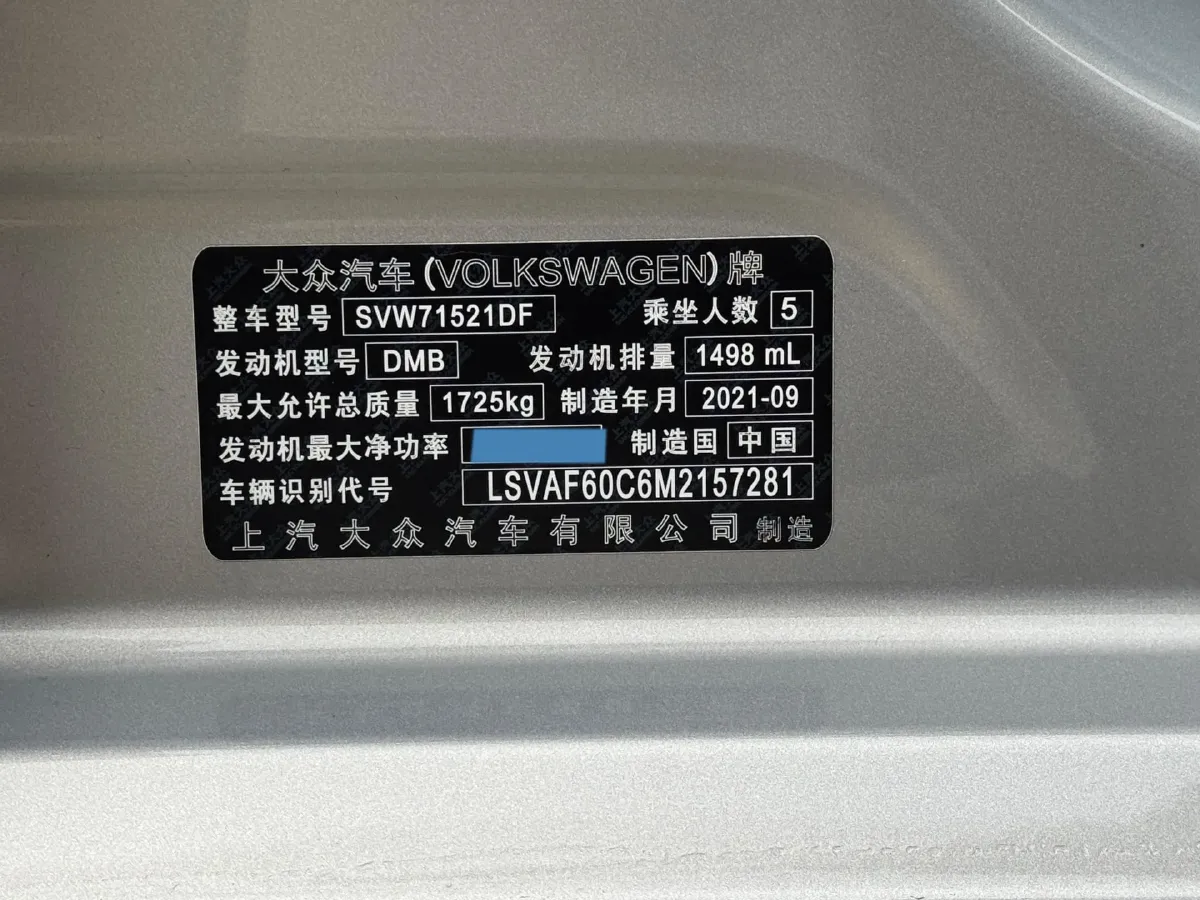 大众汽车(VOLKSWAGEN)牌
整车型号 SVW71521DF 乘坐人数 5
发动机型号 DMB 发动机排量 1498 mL
最大允许总质量 1725kg 制造年月 2021-09
发动机最大净功率 制造国 中国
车辆识别代号 LSVAF60C6M2157281
上汽大众汽车有限公司 制造